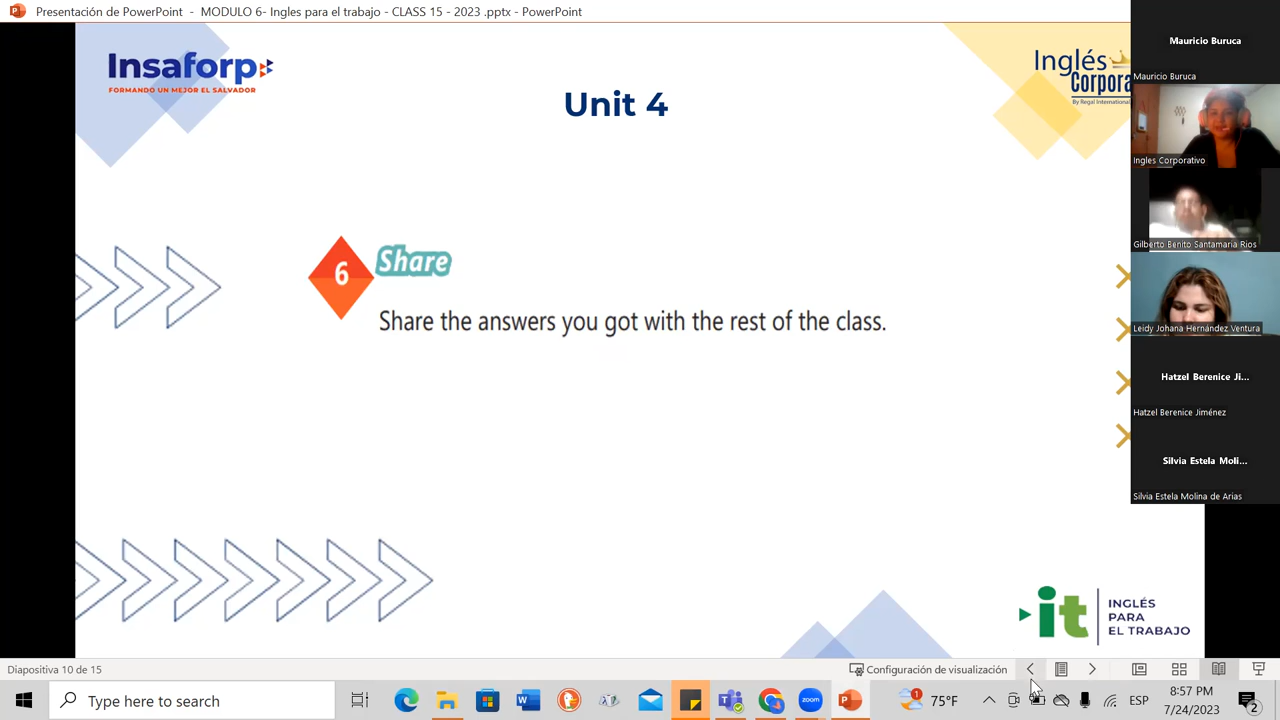 Presentación de PowerPoint - MODULO 6- Ingles para el trabajo - CLASS 15 - 2023 .pptx - PowerPoint
Insaforp
FORMANDO UN MEJOR EL SALVADOR
Unit 4
Inglés
Corpora
By Regal International
6
Share
Share the answers you got with the rest of the class.
it
INGLÉS
PARA
EL TRABAJO
Mauricio Buruca
Mauricio Buruca
Ingles Corporativo
Gilberto Benito Santamaria Rios
Leidy Johana Hernández Ventura
Hatzel Berenice Ji...
Hatzel Berenice Jiménez
Silvia Estela Moli...
Silvia Estela Molina de Arias
Diapositiva 10 de 15
Configuración de visualización
Type here to search
zoom
1
75°F
ESP
8:57 PM
7/24/2023
2